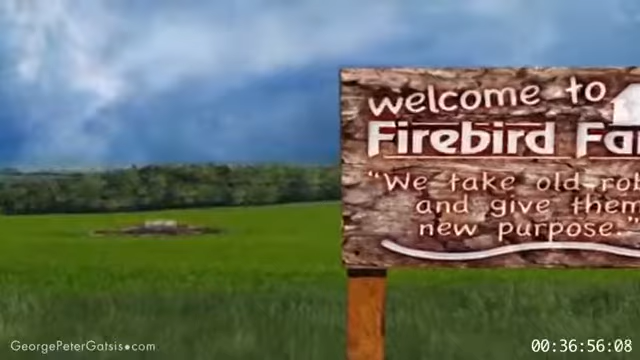 welcome to
Firebird Fa
"We take old rob
and give them
new purpose."
GeorgePeterGatsis●com
00:36:56:08